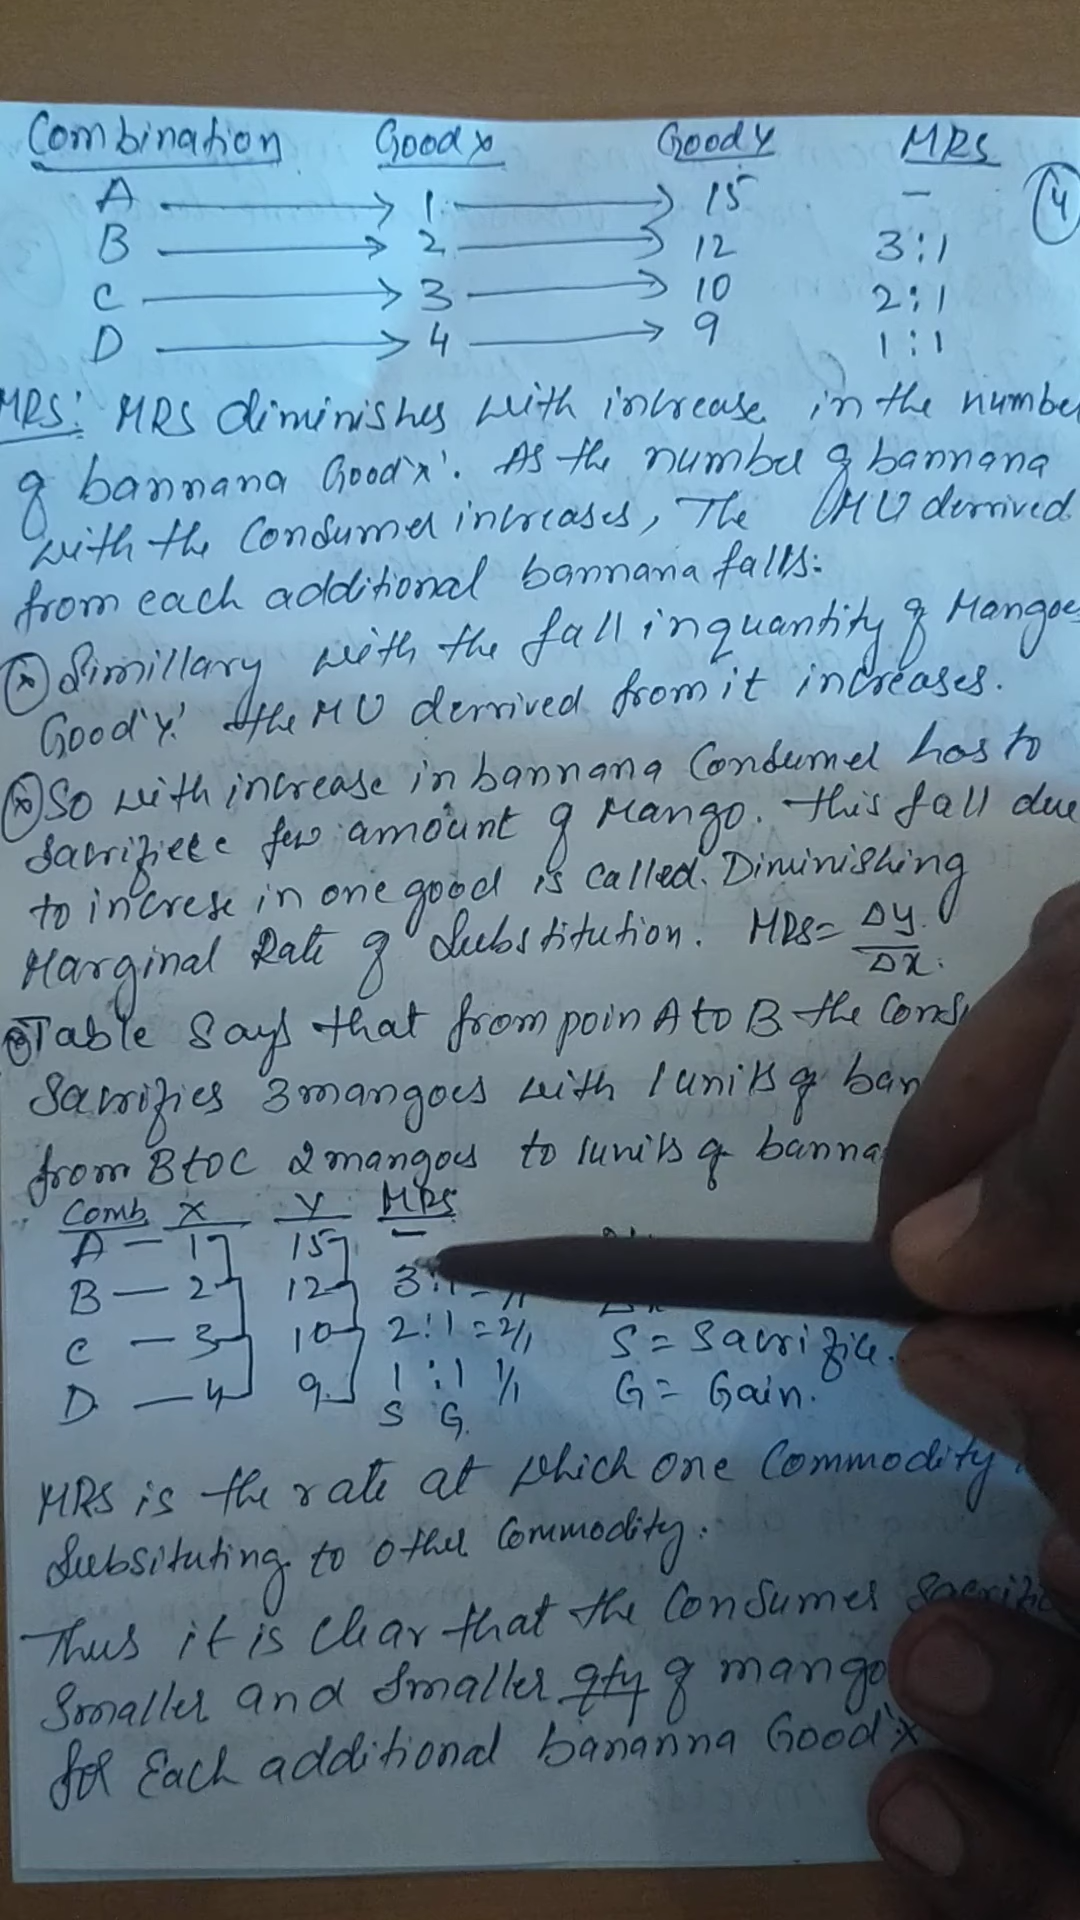 Combination Good x Good Y MRS
A → 1 → 15 –
4
B → 2 → 12 3:1
C → 3 → 10 2:1
D → 4 → 9 1:1
MRS: MRS diminishes with increase in the number
of bannana Good'x'. As the number of bannana
with the Consumer increases, The MU derrived
from each additional bannana falls:
Simillary with the fall in quantity of Mangoes
Good'Y' the MU derrived from it increases.
So with increase in bannana Consumer has to
few amount of Mango. this fall due
to increse in one good is called. Diminishing
Marginal Rate of Substitution. MRS= Δy
Δx.
Table Says that from poin A to B the
Sacrifies 3 mangoes with 1 units of
from B to C 2 mangoes to 1 units of
Comb X Y MRS
A – 1 15 –
B – 2 12
C – 3 10 2:1 = 2/1 S = Sacrifice.
D. – 4 9 1:1 1/1 G = Gain.
S G.
MRS is the rate at which one Commodity
Subsituting to other Commodity.
Thus it is Clear that the Consumer
Smaller and Smaller qty of
for Each additional bananna Good'x